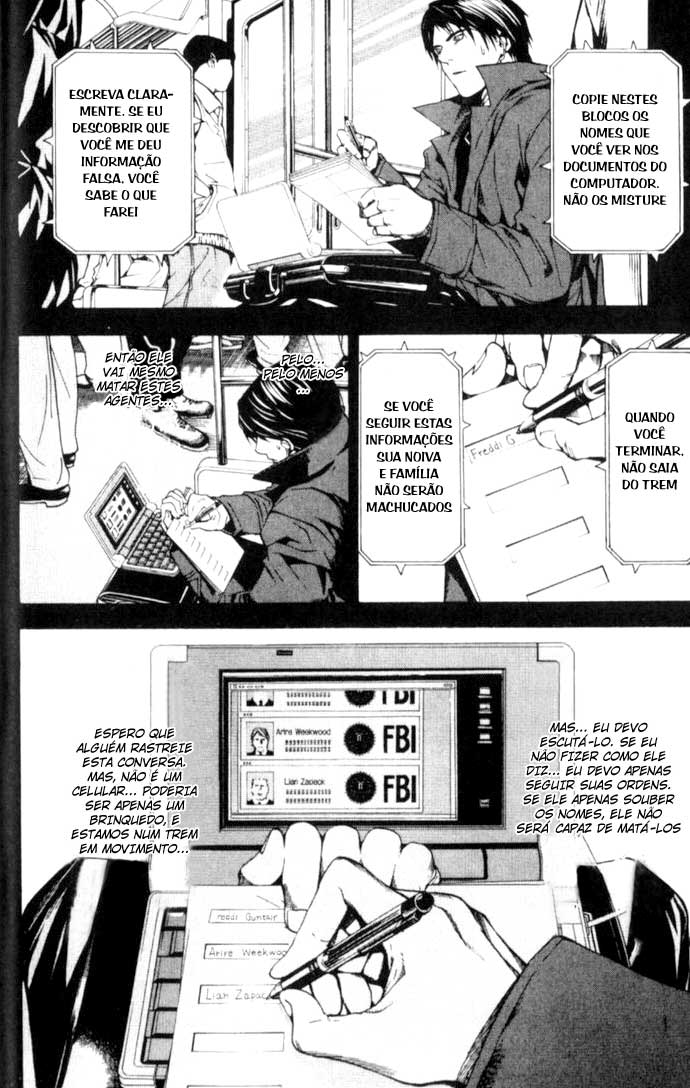 COPIE NESTES
BLOCOS OS
NOMES QUE
VOCÊ VER NOS
DOCUMENTOS DO
COMPUTADOR.
NÃO OS MISTURE
ESCREVA CLARA-
MENTE. SE EU
DESCOBRIR QUE
VOCÊ ME DEU
INFORMAÇÃO
FALSA, VOCÊ
SABE O QUE
FAREI
QUANDO
VOCÊ
TERMINAR,
NÃO SAIA
DO TREM
Freddi G
SE VOCÊ
SEGUIR ESTAS
INFORMAÇÕES
SUA NOIVA
E FAMÍLIA
NÃO SERÃO
MACHUCADOS
PELO...
PELO MENOS
...
ENTÃO ELE
VAI MESMO
MATAR ESTES
AGENTES...
MAS... EU DEVO
ESCUTÁ-LO. SE EU
NÃO FIZER COMO ELE
DIZ... EU DEVO APENAS
SEGUIR SUAS ORDENS.
SE ELE APENAS SOUBER
OS NOMES, ELE NÃO
SERÁ CAPAZ DE MATÁ-LOS
ESPERO QUE
ALGUÉM RASTREIE
ESTA CONVERSA.
MAS, NÃO É UM
CELULAR... PODERIA
SER APENAS UM
BRINQUEDO, E
ESTAMOS NUM TREM
EM MOVIMENTO...
FBI
Arire Weekwood
FBI
Lian Zapack
FBI
Arire Weekwoo
Lian Zapac